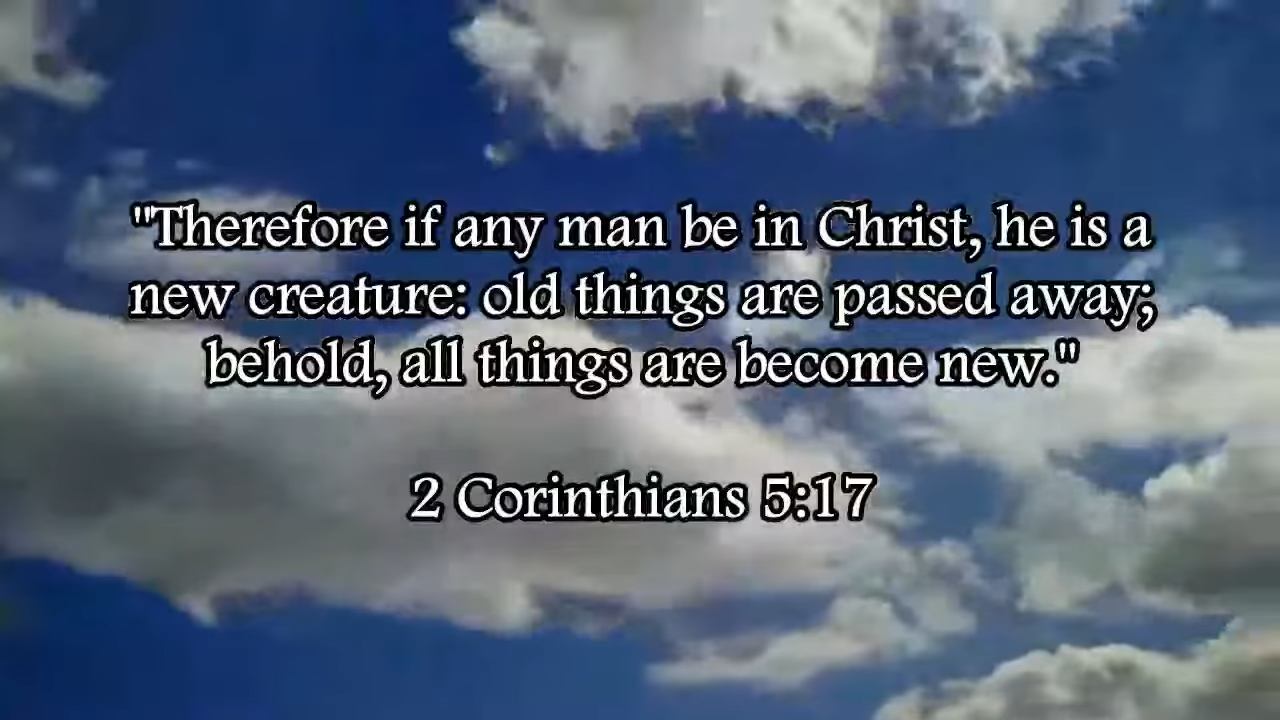 "Therefore if any man be in Christ, he is a
new creature: old things are passed away;
behold, all things are become new."
2 Corinthians 5:17